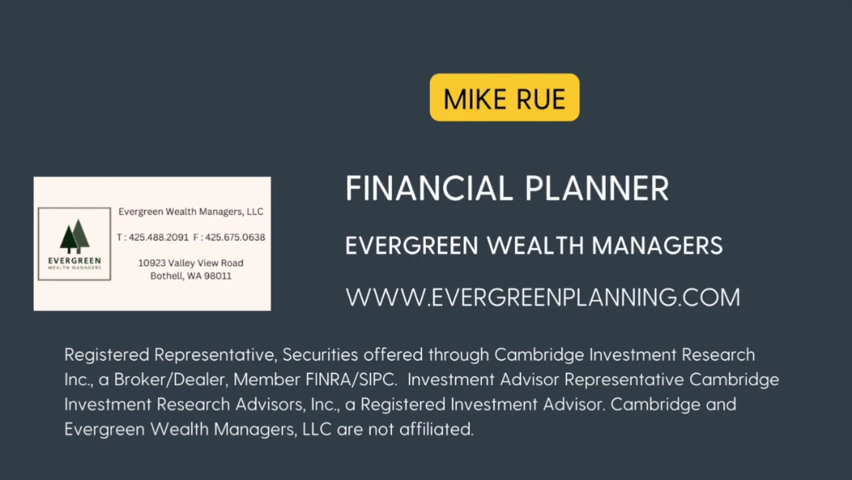 MIKE RUE
FINANCIAL PLANNER
EVERGREEN WEALTH MANAGERS
WWW.EVERGREENPLANNING.COM
Evergreen Wealth Managers, LLC
T : 425.488.2091 F : 425.675.0638
10923 Valley View Road
Bothell, WA 98011
EVERGREEN
WEALTH MANAGERS
Registered Representative, Securities offered through Cambridge Investment Research
Inc., a Broker/Dealer, Member FINRA/SIPC. Investment Advisor Representative Cambridge
Investment Research Advisors, Inc., a Registered Investment Advisor. Cambridge and
Evergreen Wealth Managers, LLC are not affiliated.